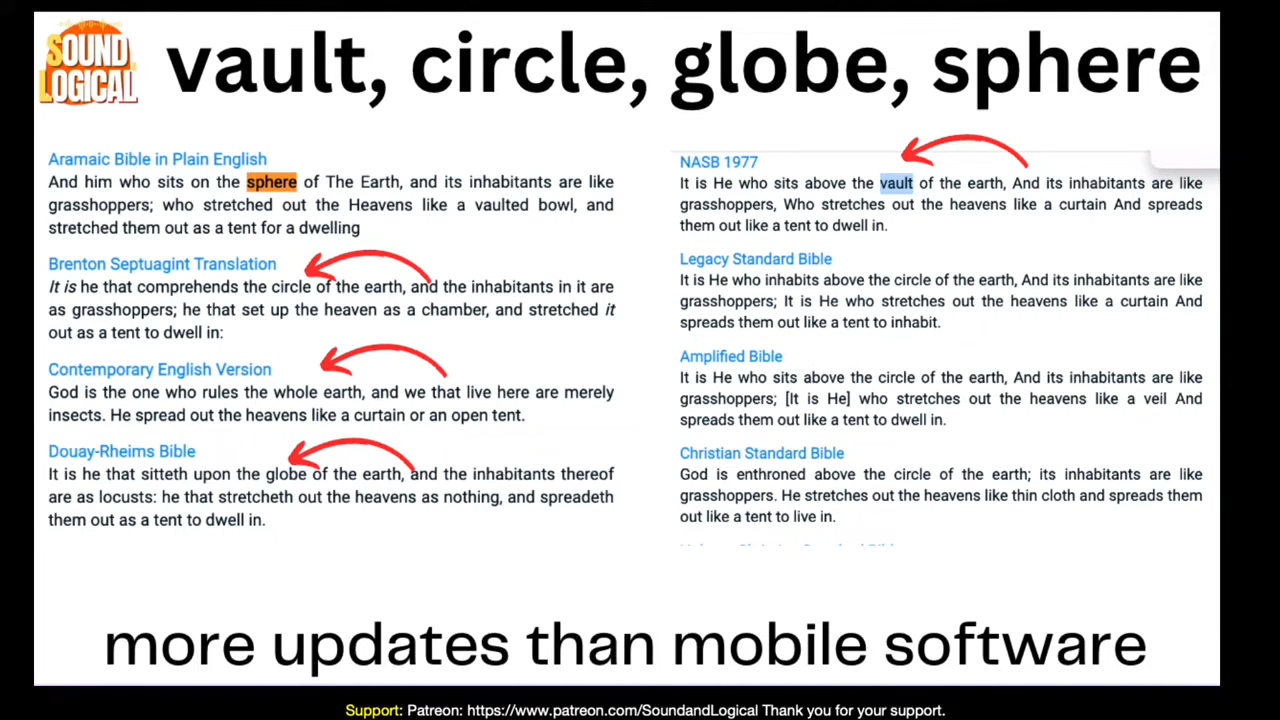 SOUND
LOGICAL
vault, circle, globe, sphere
Aramaic Bible in Plain English
And him who sits on the sphere of The Earth, and its inhabitants are like
grasshoppers; who stretched out the Heavens like a vaulted bowl, and
stretched them out as a tent for a dwelling
Brenton Septuagint Translation
It is he that comprehends the circle of the earth, and the inhabitants in it are
as grasshoppers; he that set up the heaven as a chamber, and stretched it
out as a tent to dwell in:
Contemporary English Version
God is the one who rules the whole earth, and we that live here are merely
insects. He spread out the heavens like a curtain or an open tent.
Douay-Rheims Bible
It is he that sitteth upon the globe of the earth, and the inhabitants thereof
are as locusts: he that stretcheth out the heavens as nothing, and spreadeth
them out as a tent to dwell in.
NASB 1977
It is He who sits above the vault of the earth, And its inhabitants are like
grasshoppers, Who stretches out the heavens like a curtain And spreads
them out like a tent to dwell in.
Legacy Standard Bible
It is He who inhabits above the circle of the earth, And its inhabitants are like
grasshoppers; It is He who stretches out the heavens like a curtain And
spreads them out like a tent to inhabit.
Amplified Bible
It is He who sits above the circle of the earth, And its inhabitants are like
grasshoppers; [It is He] who stretches out the heavens like a veil And
spreads them out like a tent to dwell in.
Christian Standard Bible
God is enthroned above the circle of the earth; its inhabitants are like
grasshoppers. He stretches out the heavens like thin cloth and spreads them
out like a tent to live in.
more updates than mobile software
Support: Patreon: https://www.patreon.com/SoundandLogical Thank you for your support.